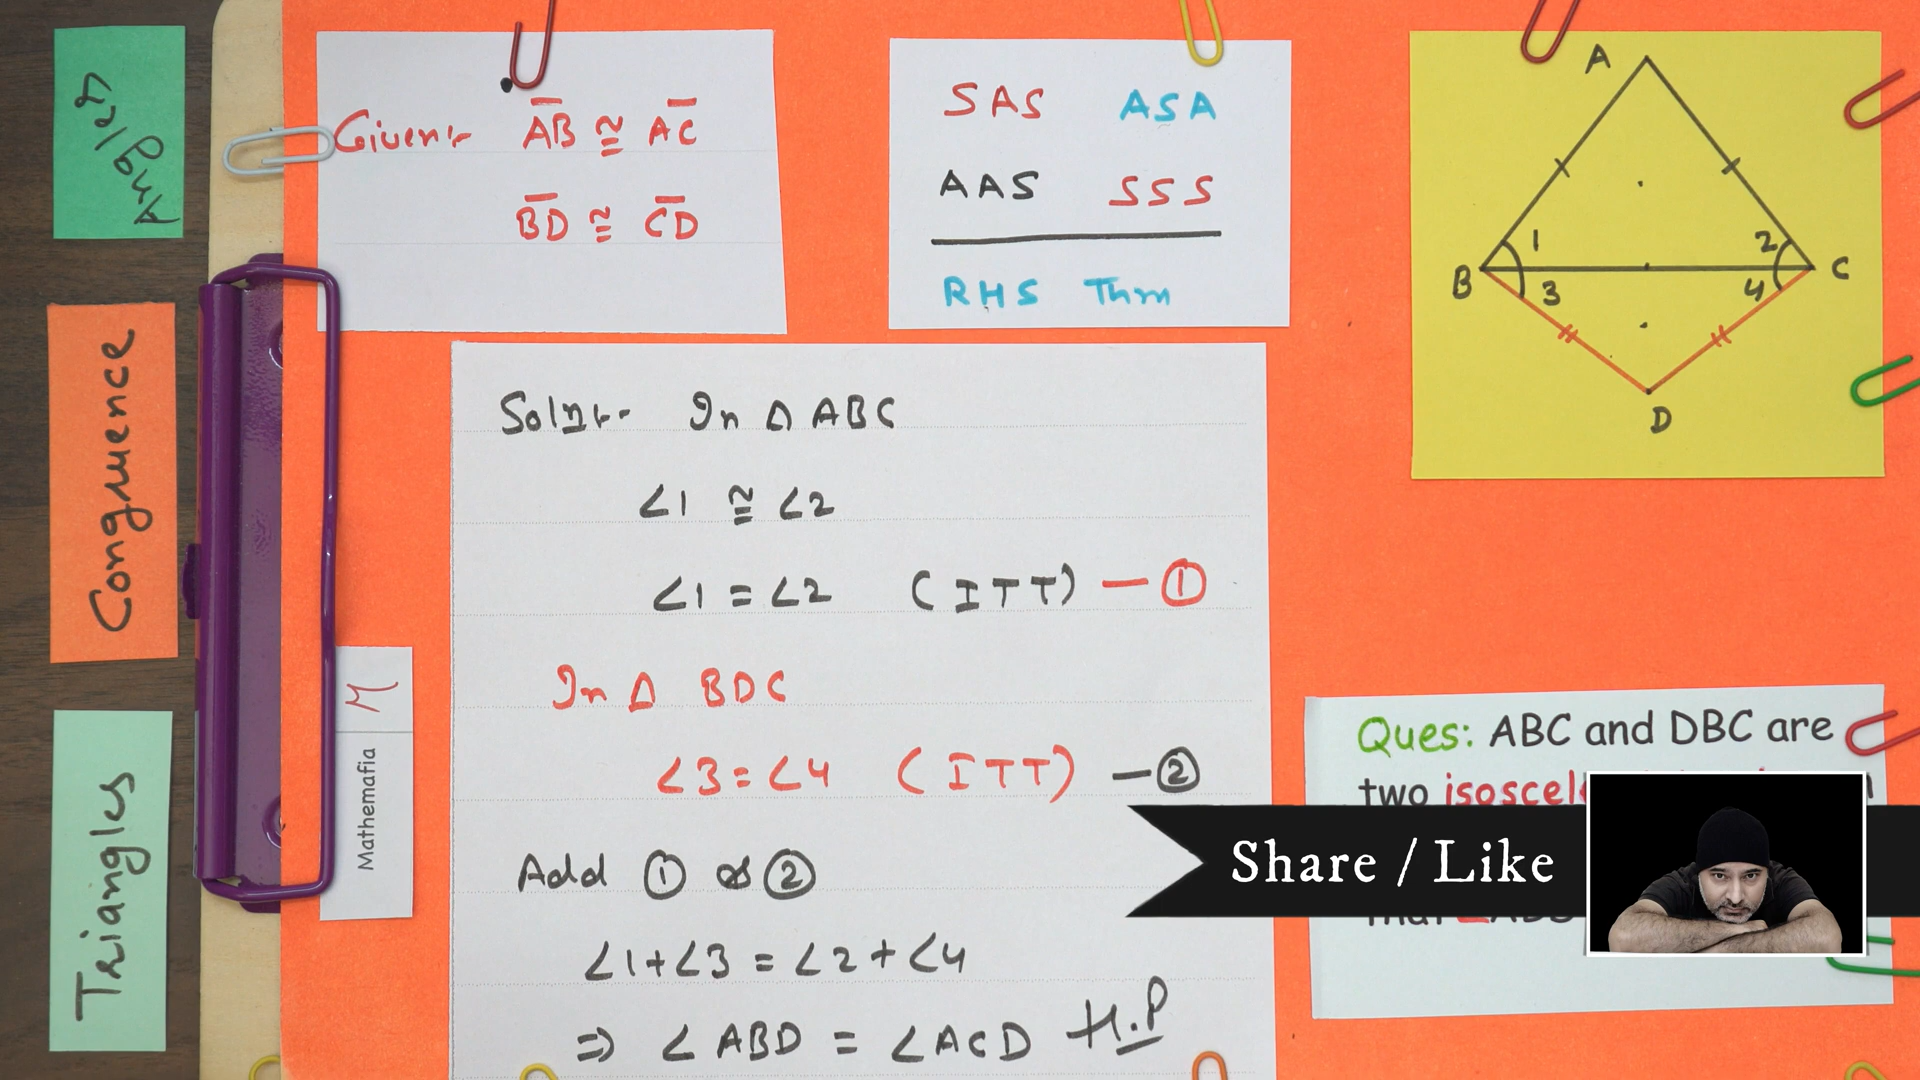 Angles
Congruence
Triangles
Given:-  AB ≅ AC
BD ≅ CD
SAS ASA
AAS SSS
RHS Thm
A
1 2
B C
3 4
D
Soln:- In Δ ABC
∠1 ≅ ∠2
∠1 = ∠2 (ITT) — ①
In Δ BDC
∠3 = ∠4 (ITT) — ②
Add ① & ②
∠1+∠3 = ∠2+∠4
⇒ ∠ABD = ∠ACD H.P
M
Mathemafia
Ques: ABC and DBC are
two
Share / Like